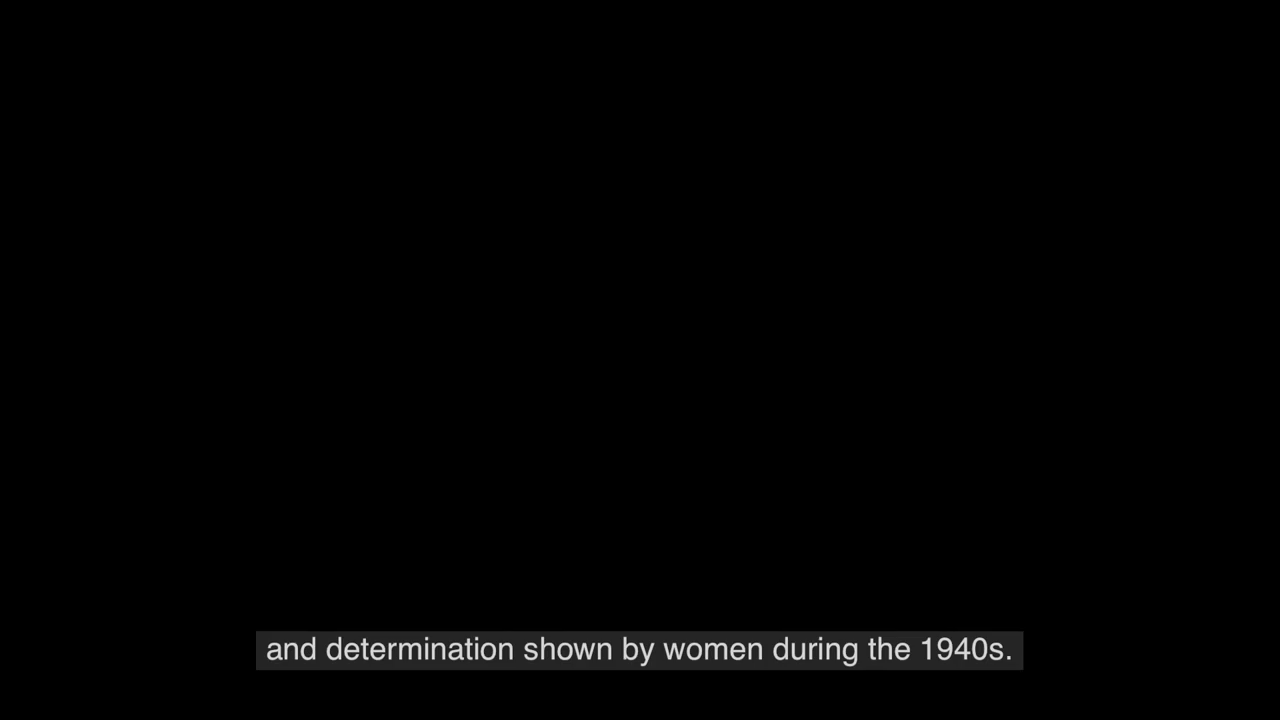 and determination shown by women during the 1940s.